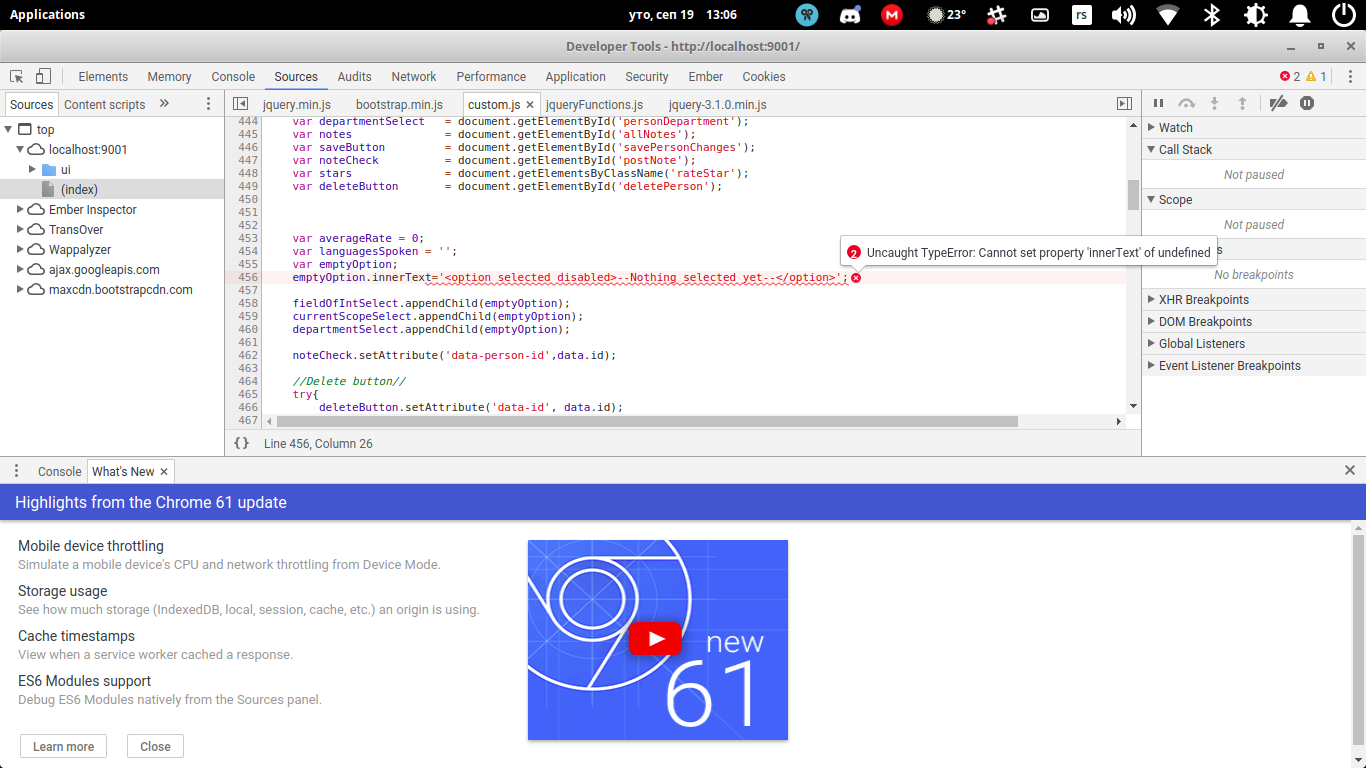 Applications
уто, сеп 19 13:06
23°
rs
Developer Tools - http://localhost:9001/
Elements Memory Console Sources Audits Network Performance Application Security Ember Cookies
2 1
Sources Content scripts »
jquery.min.js bootstrap.min.js custom.js × jqueryFunctions.js jquery-3.1.0.min.js
top
localhost:9001
ui
(index)
Ember Inspector
TransOver
Wappalyzer
ajax.googleapis.com
maxcdn.bootstrapcdn.com
444 var departmentSelect = document.getElementById('personDepartment');
445 var notes = document.getElementById('allNotes');
446 var saveButton = document.getElementById('savePersonChanges');
447 var noteCheck = document.getElementById('postNote');
448 var stars = document.getElementsByClassName('rateStar');
449 var deleteButton = document.getElementById('deletePerson');
450
451
452
453 var averageRate = 0;
454 var languagesSpoken = '';
455 var emptyOption;
456 emptyOption.innerText='<option selected disabled>--Nothing selected yet--</option>';
457
458 fieldOfIntSelect.appendChild(emptyOption);
459 currentScopeSelect.appendChild(emptyOption);
460 departmentSelect.appendChild(emptyOption);
461
462 noteCheck.setAttribute('data-person-id',data.id);
463
464 //Delete button//
465 try{
466 deleteButton.setAttribute('data-id', data.id);
467
2 Uncaught TypeError: Cannot set property 'innerText' of undefined
{} Line 456, Column 26
Watch
Call Stack
Not paused
Scope
Not paused
s
No breakpoints
XHR Breakpoints
DOM Breakpoints
Global Listeners
Event Listener Breakpoints
Console What's New ×
Highlights from the Chrome 61 update
Mobile device throttling
Simulate a mobile device's CPU and network throttling from Device Mode.
Storage usage
See how much storage (IndexedDB, local, session, cache, etc.) an origin is using.
Cache timestamps
View when a service worker cached a response.
ES6 Modules support
Debug ES6 Modules natively from the Sources panel.
Learn more Close
new
61